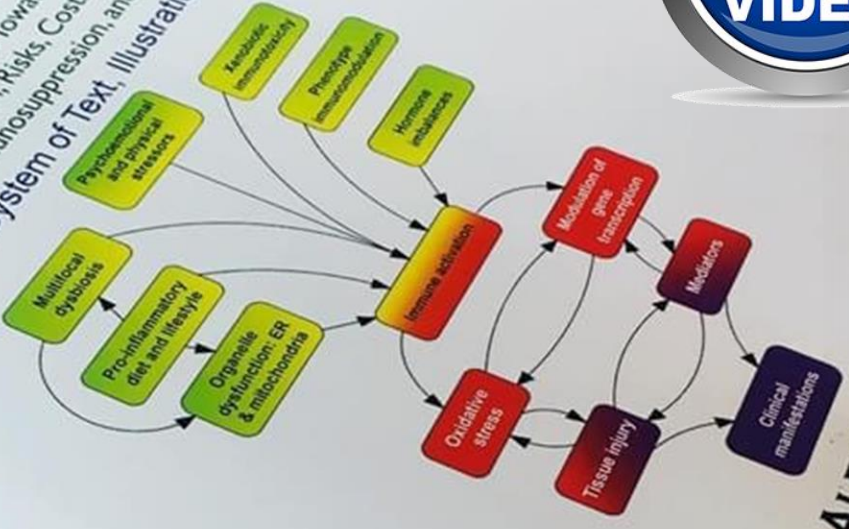 , Risks, Cost
nosuppression, an
ystem of Text, Illustrati
VIDE
Xenobiotic
immunotoxicity
Phenotype
immunomodulation
Hormone
imbalances
Psychoemotional
and physical
stressors
Multifocal
dysbiosis
Pro-inflammatory
diet and lifestyle
Organelle
dysfunction: ER
& mitochondria
Immune activation
Modulation of
gene
transcription
Mediators
Oxidative
stress
Tissue injury
Clinical
manifestations